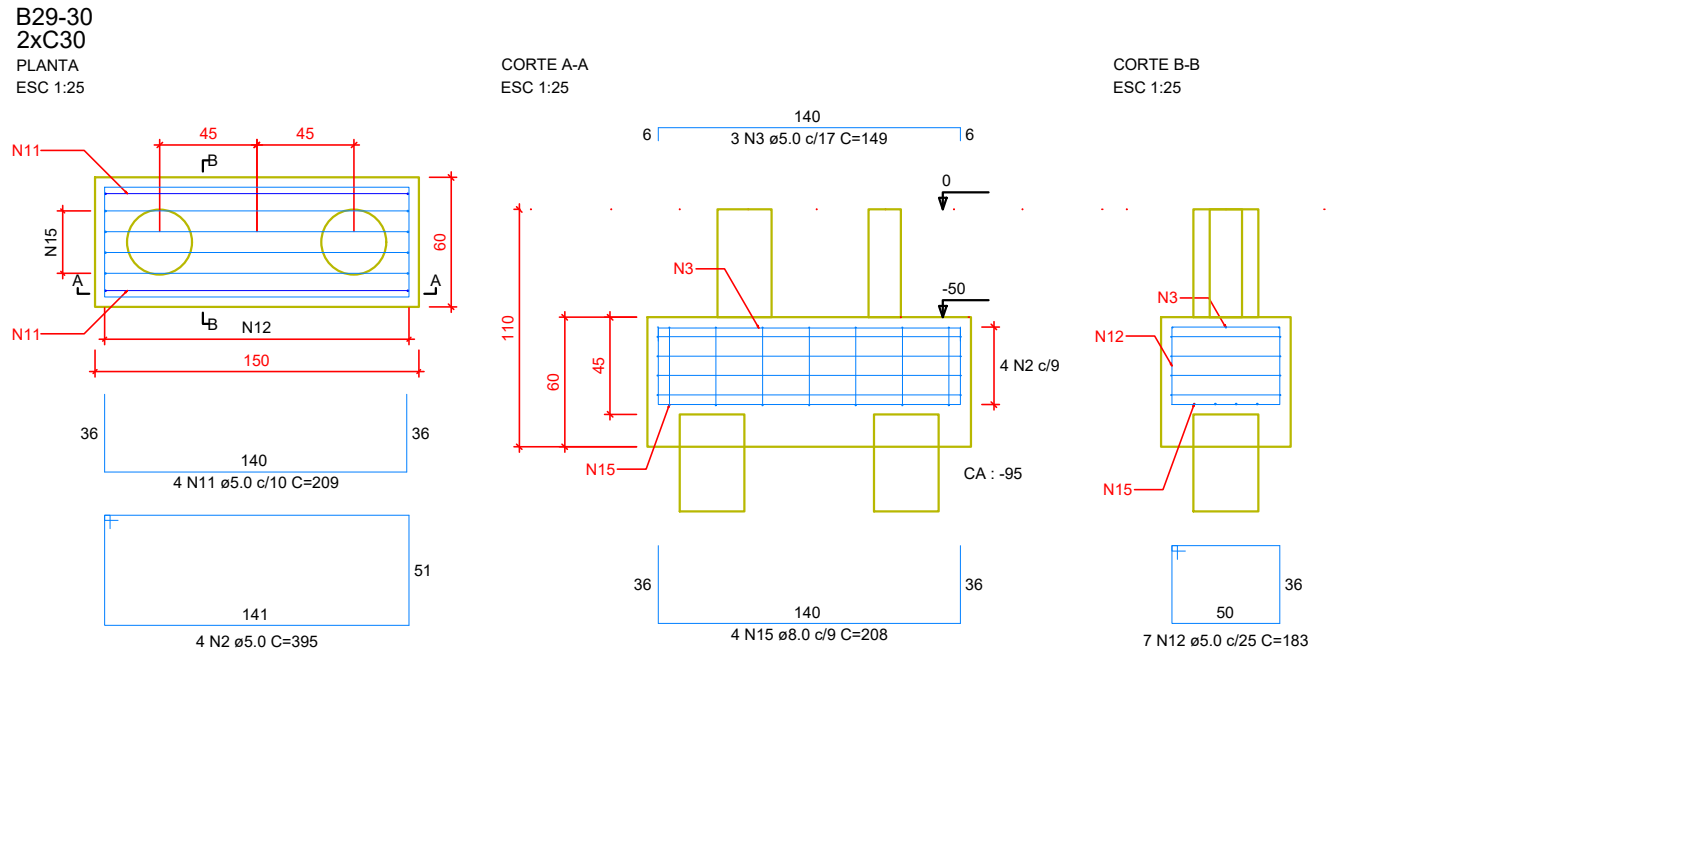 B29-30
2xC30
PLANTA
ESC 1:25
45
45
N11
B
N15
60
A
A
N11
B
N12
150
36
36
140
4 N11 ø5.0 c/10 C=209
51
141
4 N2 ø5.0 C=395
CORTE A-A
ESC 1:25
140
6
6
3 N3 ø5.0 c/17 C=149
0
N3
-50
110
60
45
4 N2 c/9
N15
CA : -95
36
36
140
4 N15 ø8.0 c/9 C=208
CORTE B-B
ESC 1:25
N3
N12
N15
36
50
7 N12 ø5.0 c/25 C=183